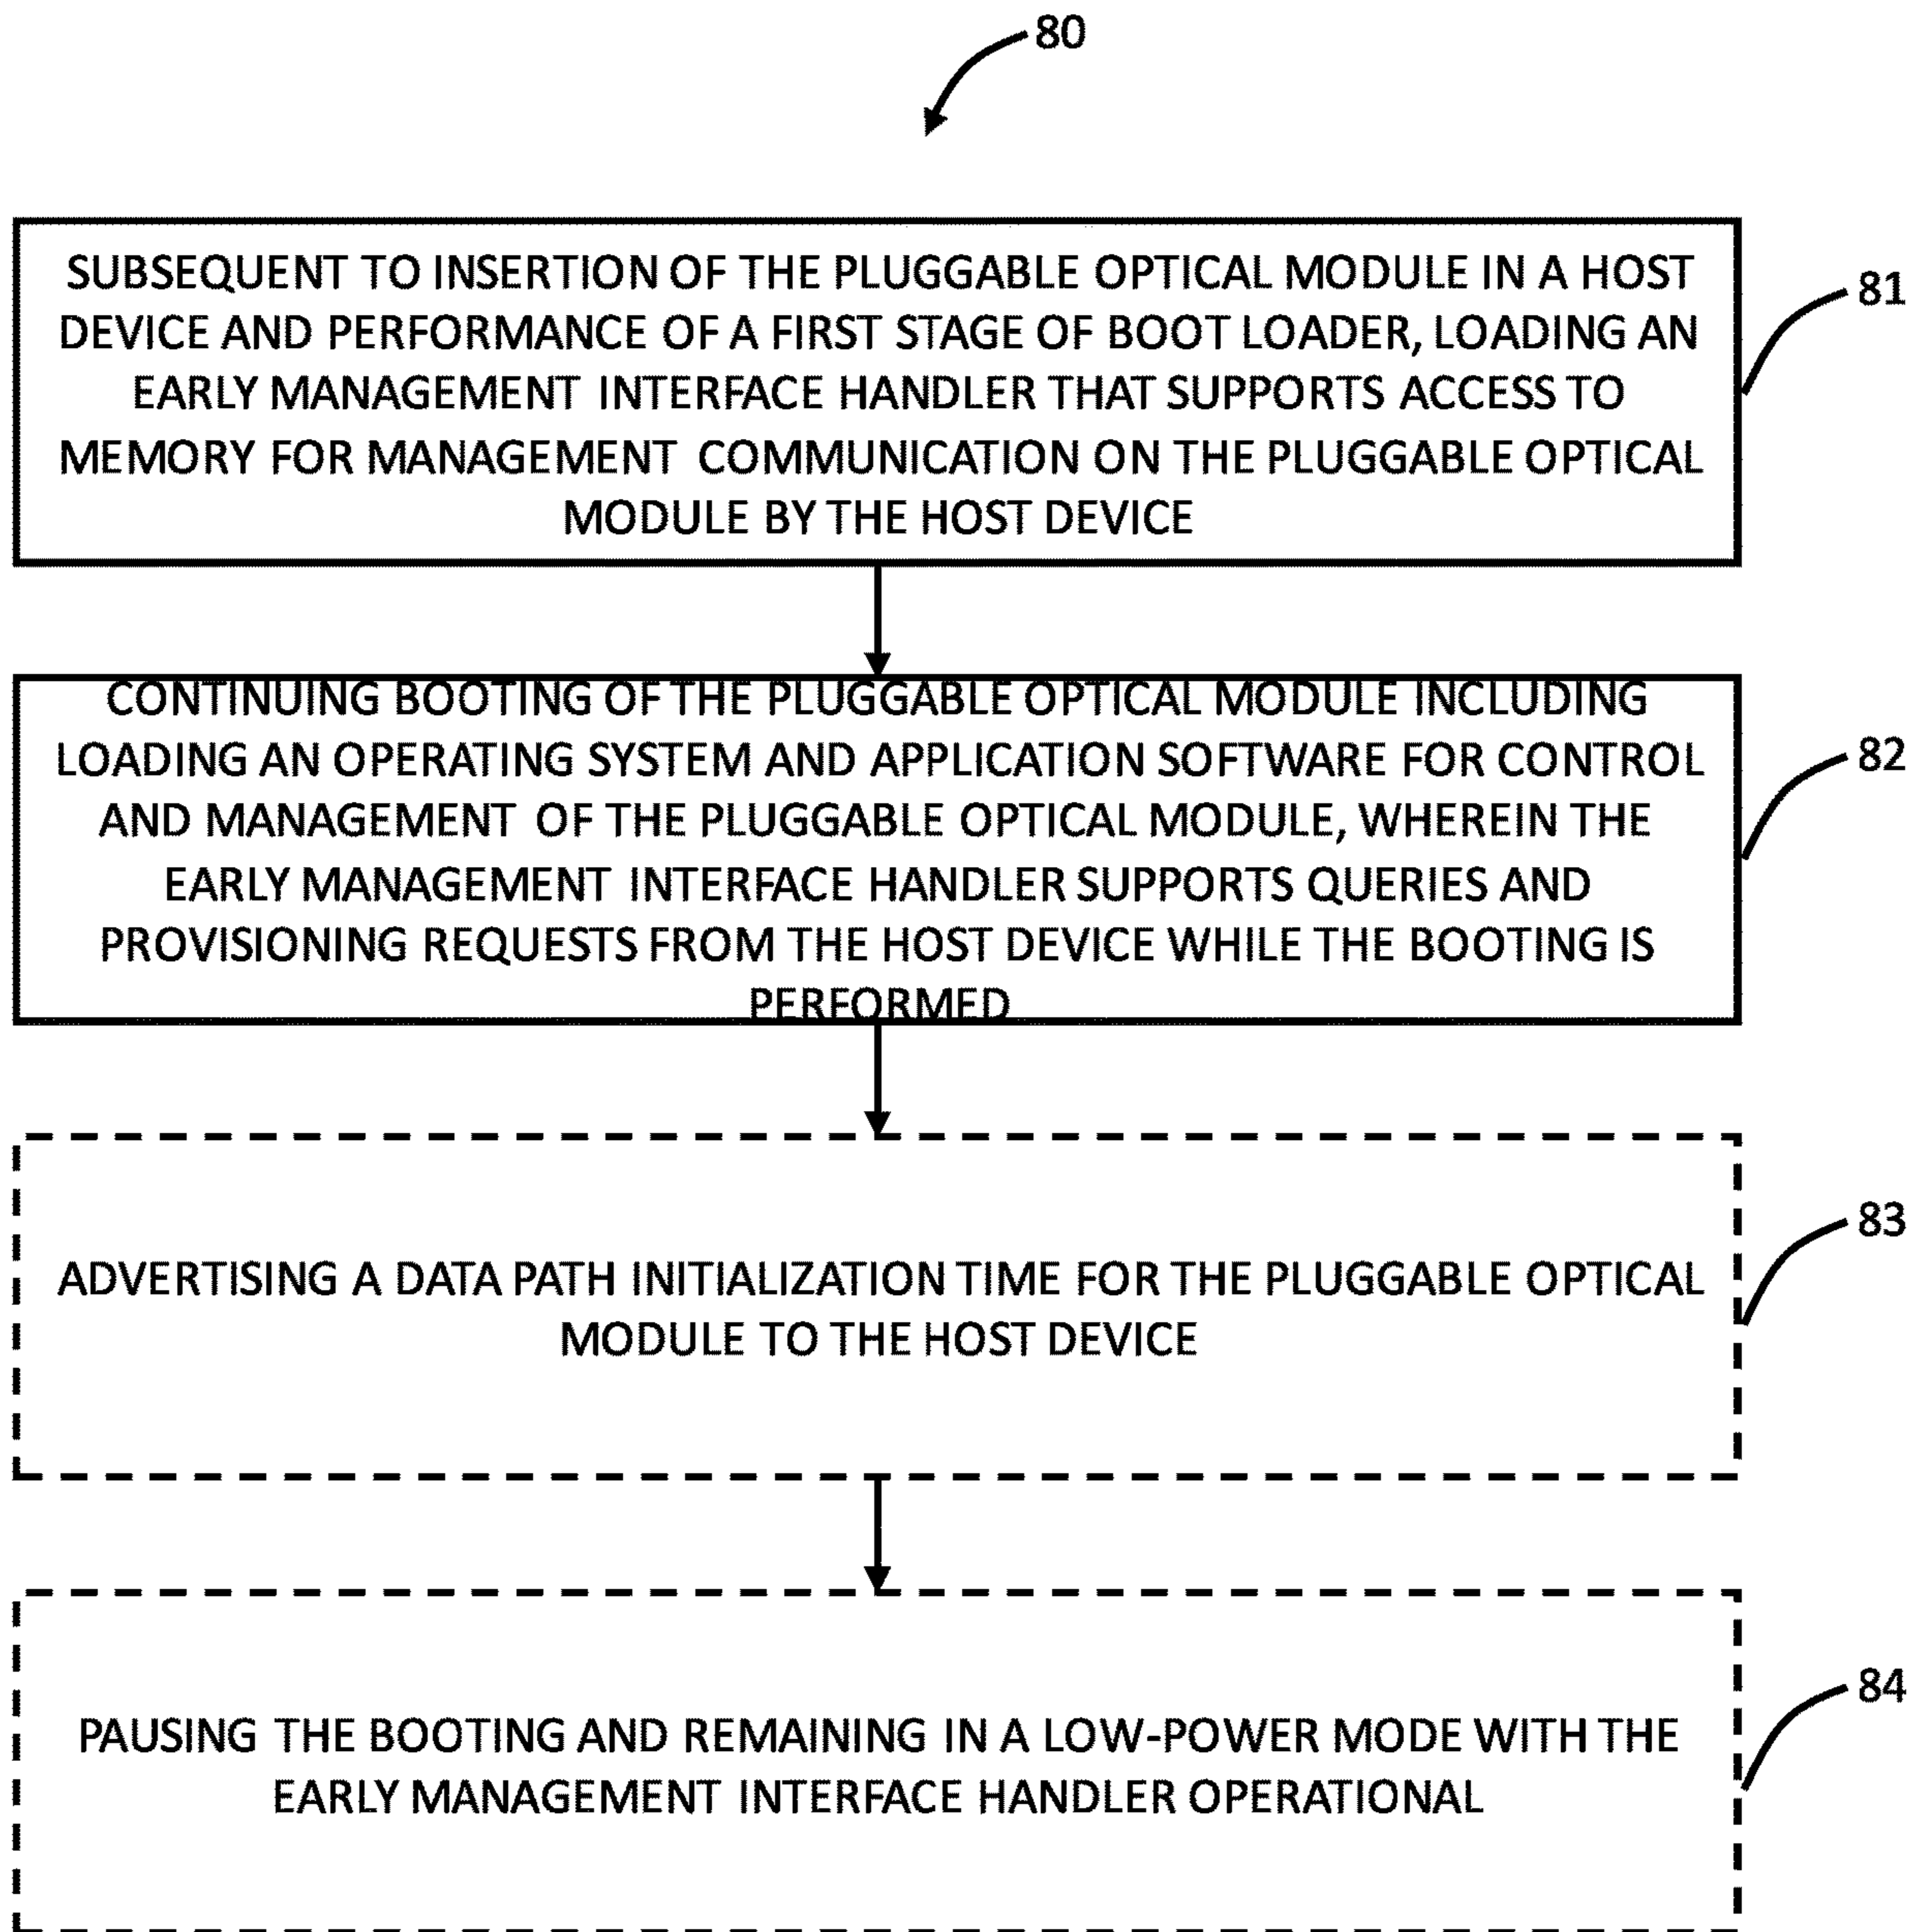 80
SUBSEQUENT TO INSERTION OF THE PLUGGABLE OPTICAL MODULE IN A HOST
DEVICE AND PERFORMANCE OF A FIRST STAGE OF BOOT LOADER, LOADING AN
EARLY MANAGEMENT INTERFACE HANDLER THAT SUPPORTS ACCESS TO
MEMORY FOR MANAGEMENT COMMUNICATION ON THE PLUGGABLE OPTICAL
MODULE BY THE HOST DEVICE
81
CONTINUING BOOTING OF THE PLUGGABLE OPTICAL MODULE INCLUDING
LOADING AN OPERATING SYSTEM AND APPLICATION SOFTWARE FOR CONTROL
AND MANAGEMENT OF THE PLUGGABLE OPTICAL MODULE, WHEREIN THE
EARLY MANAGEMENT INTERFACE HANDLER SUPPORTS QUERIES AND
PROVISIONING REQUESTS FROM THE HOST DEVICE WHILE THE BOOTING IS
PERFORMED
82
ADVERTISING A DATA PATH INITIALIZATION TIME FOR THE PLUGGABLE OPTICAL
MODULE TO THE HOST DEVICE
83
PAUSING THE BOOTING AND REMAINING IN A LOW-POWER MODE WITH THE
EARLY MANAGEMENT INTERFACE HANDLER OPERATIONAL
84